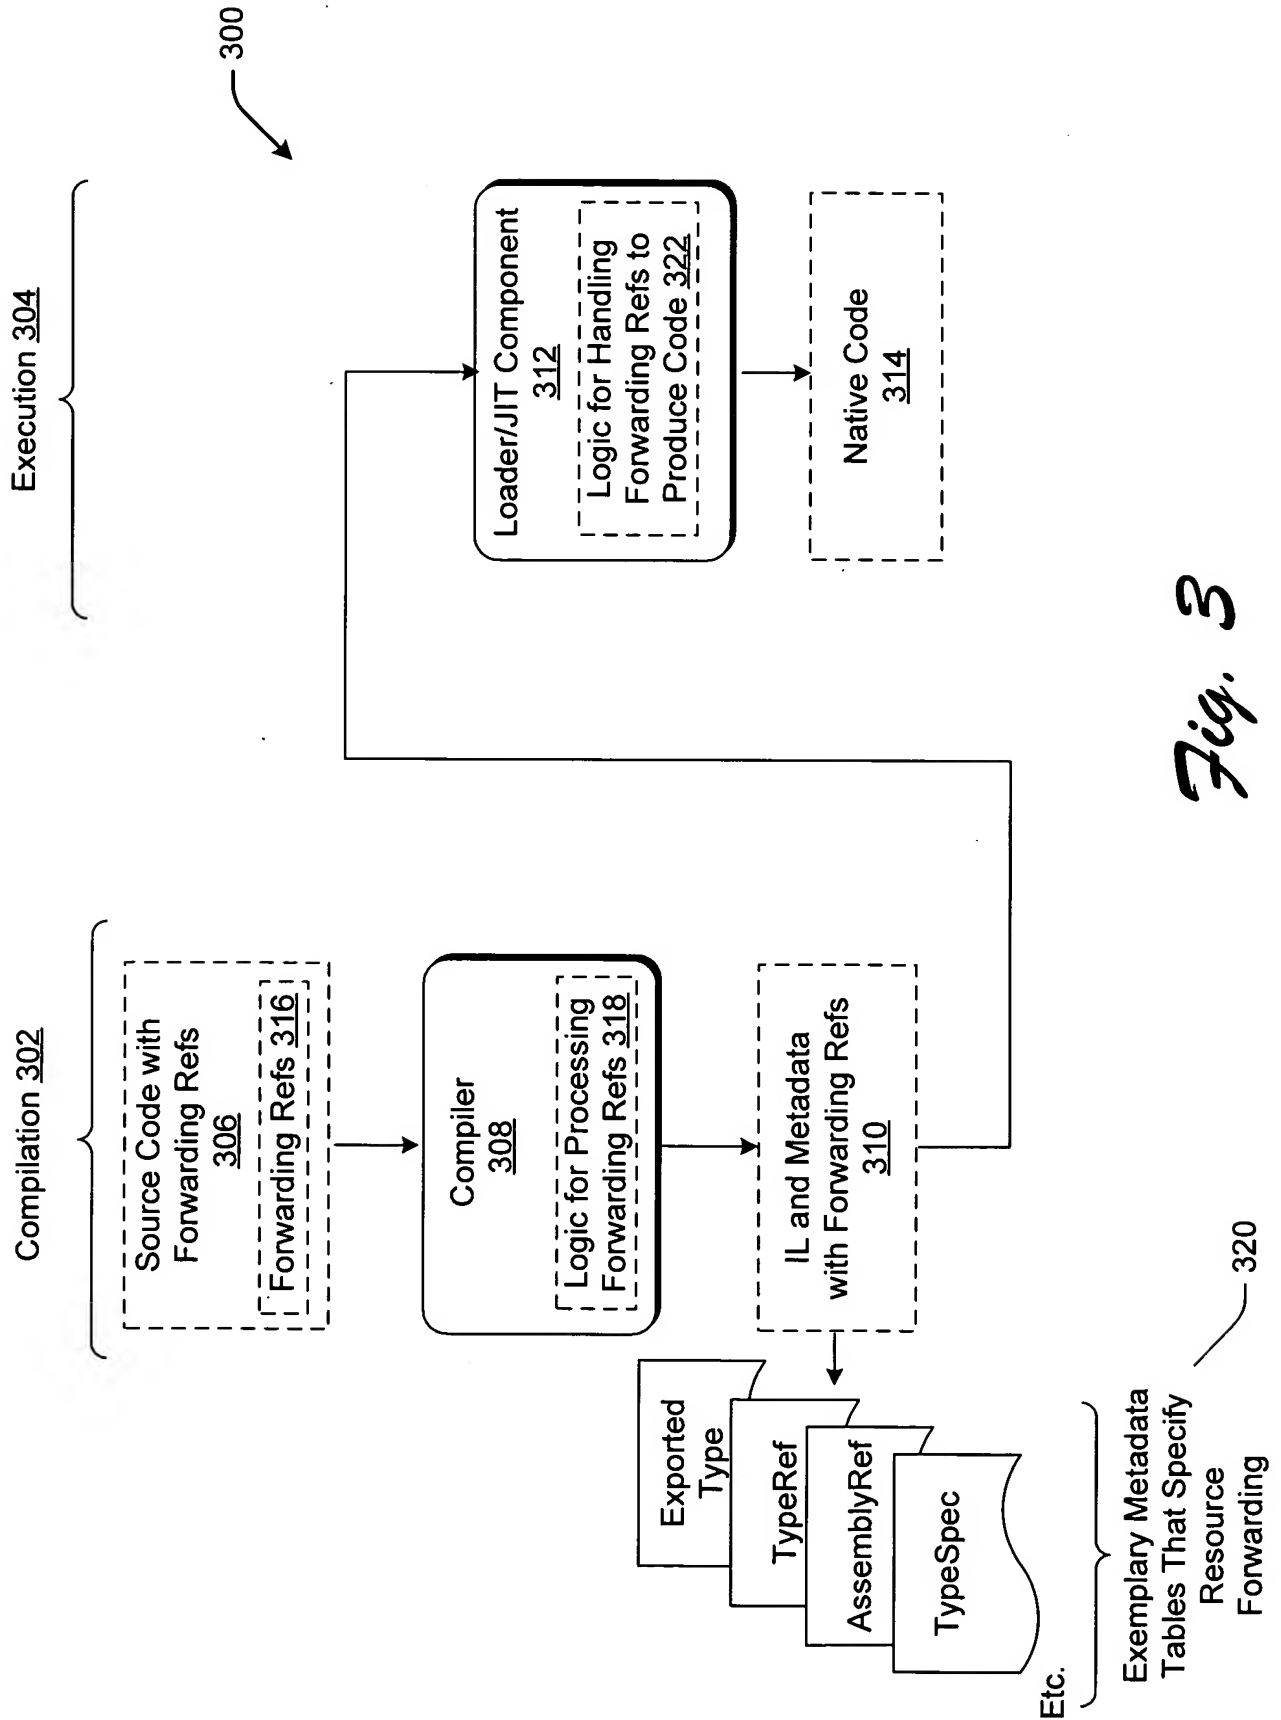 Compilation 302
Execution 304
300
Source Code with
Forwarding Refs
306
Forwarding Refs 316
Compiler
308
Logic for Processing
Forwarding Refs 318
IL and Metadata
with Forwarding Refs
310
Exported
Type
TypeRef
AssemblyRef
TypeSpec
Etc.
Exemplary Metadata
Tables That Specify
Resource
Forwarding
320
Loader/JIT Component
312
Logic for Handling
Forwarding Refs to
Produce Code 322
Native Code
314
Fig. 3